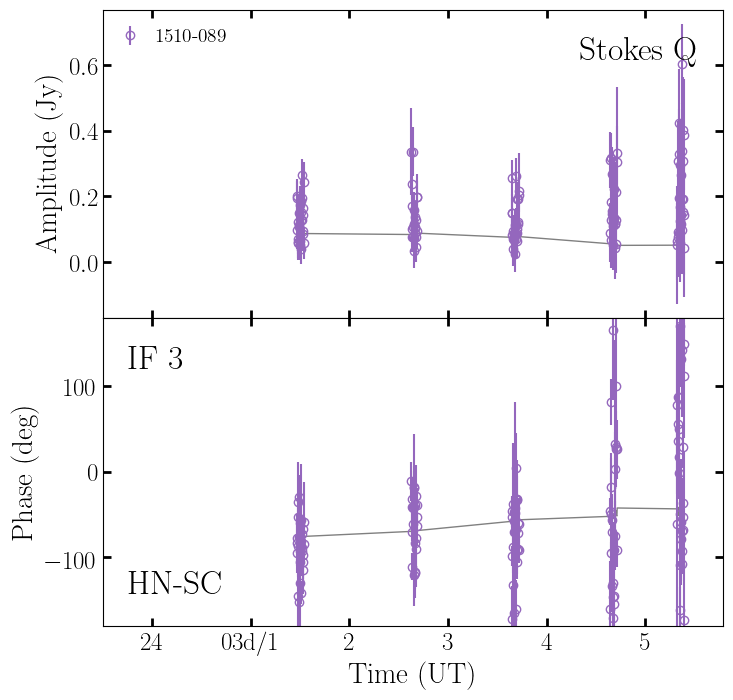 1510-089
Stokes Q
Amplitude (Jy)
0.6
0.4
0.2
0.0
IF 3
HN-SC
Phase (deg)
100
0
−100
24 03d/1 2 3 4 5
Time (UT)